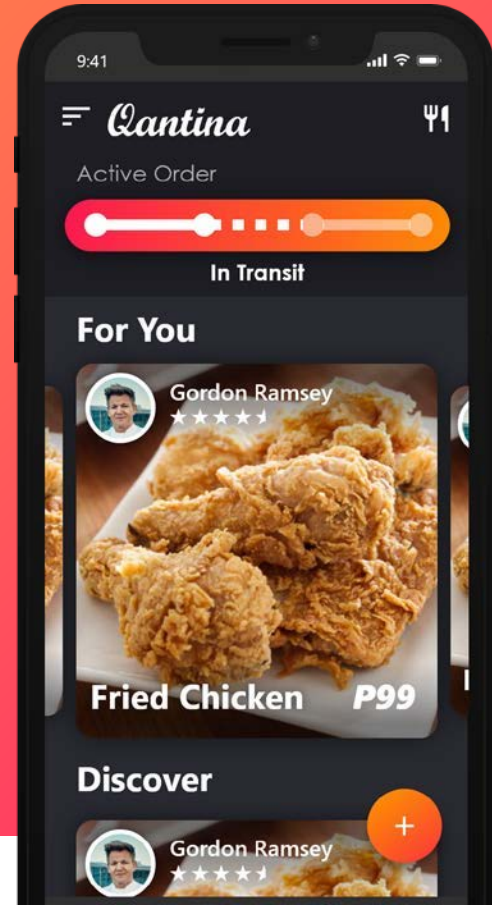 9:41
Qantina
Active Order
In Transit
For You
Gordon Ramsey
Fried Chicken P99
Discover
Gordon Ramsey